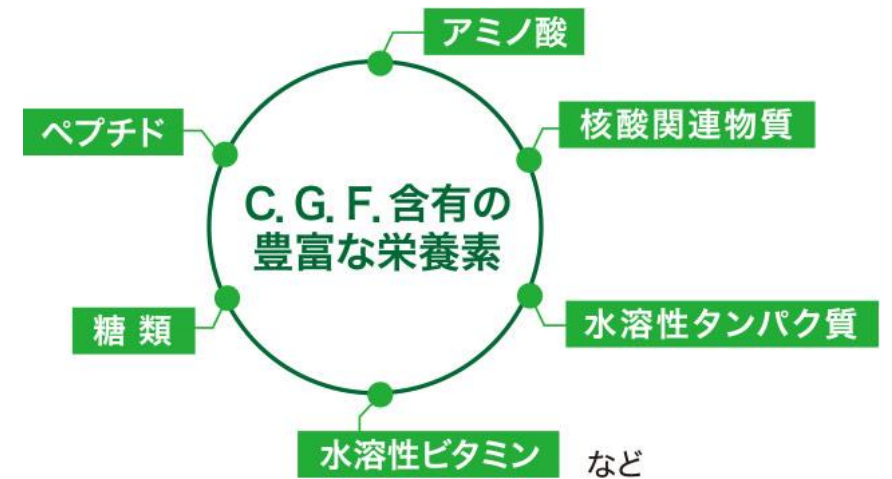 アミノ酸
核酸関連物質
ペプチド
C. G. F. 含有の
豊富な栄養素
糖 類
水溶性タンパク質
水溶性ビタミン
など